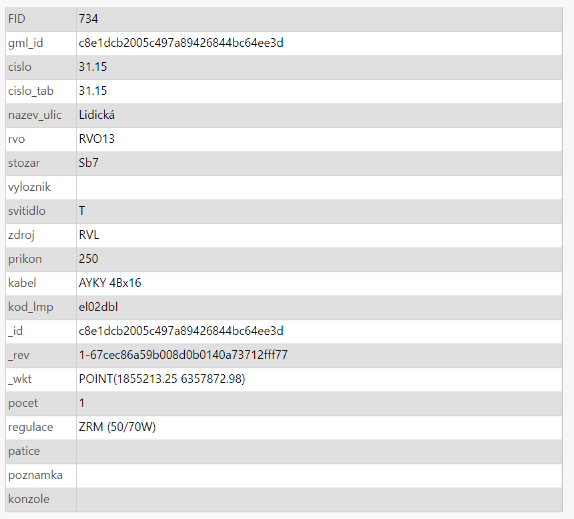 FID 734
gml_id c8e1dcb2005c497a89426844bc64ee3d
cislo 31.15
cislo_tab 31.15
nazev_ulic Lidická
rvo RVO13
stozar Sb7
vyloznik
svitidlo T
zdroj RVL
prikon 250
kabel AYKY 4Bx16
kod_lmp el02dbl
_id c8e1dcb2005c497a89426844bc64ee3d
_rev 1-67cec86a59b008d0b0140a73712fff77
_wkt POINT(1855213.25 6357872.98)
pocet 1
regulace ZRM (50/70W)
patice
poznamka
konzole